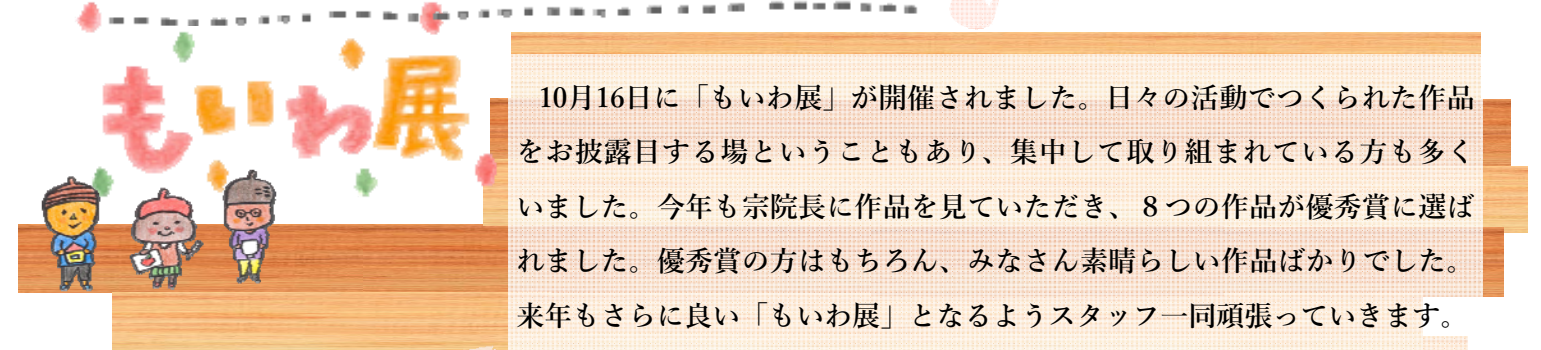 もいわ展
10月16日に「もいわ展」が開催されました。日々の活動でつくられた作品
をお披露目する場ということもあり、集中して取り組まれている方も多く
いました。今年も宗院長に作品を見ていただき、８つの作品が優秀賞に選ば
れました。優秀賞の方はもちろん、みなさん素晴らしい作品ばかりでした。
来年もさらに良い「もいわ展」となるようスタッフ一同頑張っていきます。